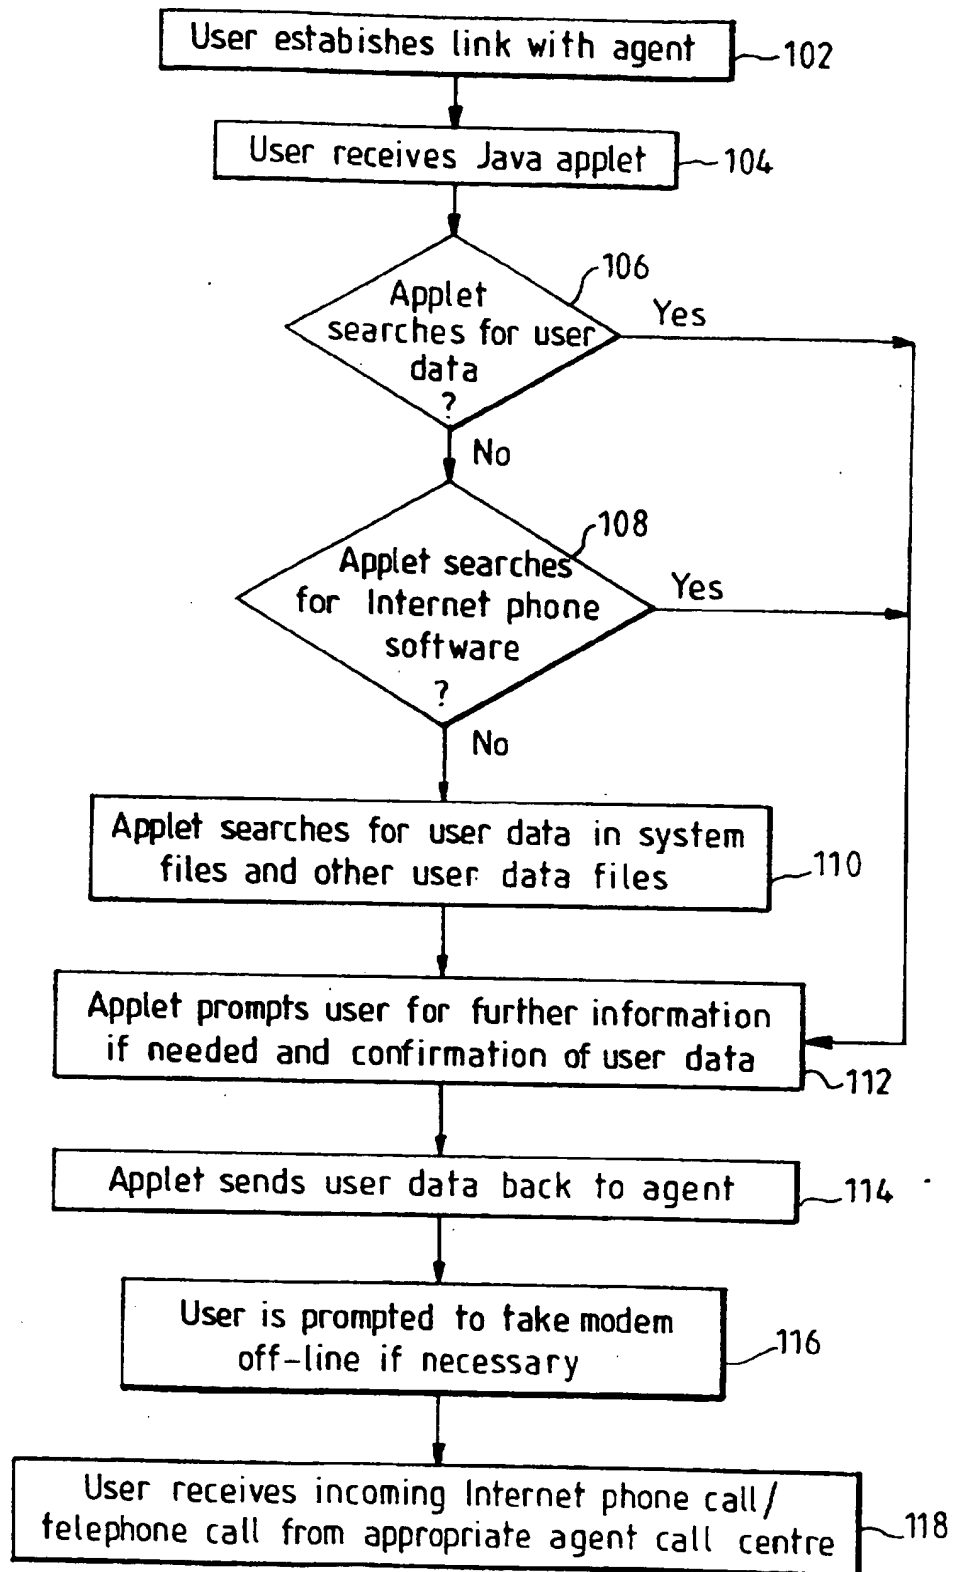 User estabishes link with agent
102
User receives Java applet
104
106
Applet
searches for user
data
?
Yes
No
108
Applet searches
for Internet phone
software
?
Yes
No
Applet searches for user data in system
files and other user data files
110
Applet prompts user for further information
if needed and confirmation of user data
112
Applet sends user data back to agent
114
User is prompted to take modem
off-line if necessary
116
User receives incoming Internet phone call/
telephone call from appropriate agent call centre
118